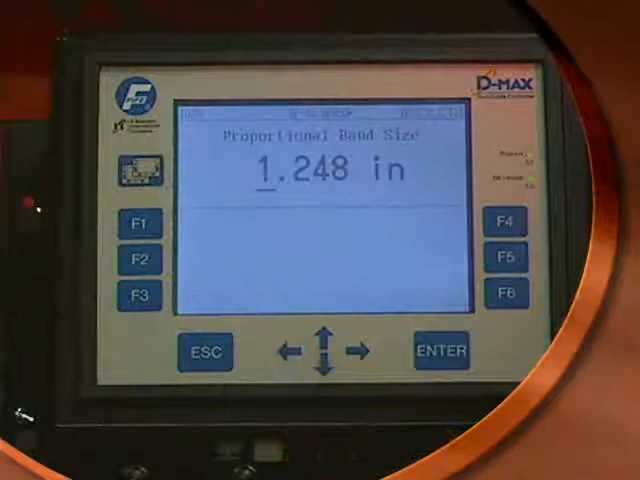 D-MAX
Proportional Band Size
1.248 in
F1
F2
F3
F4
F5
F6
ESC
ENTER